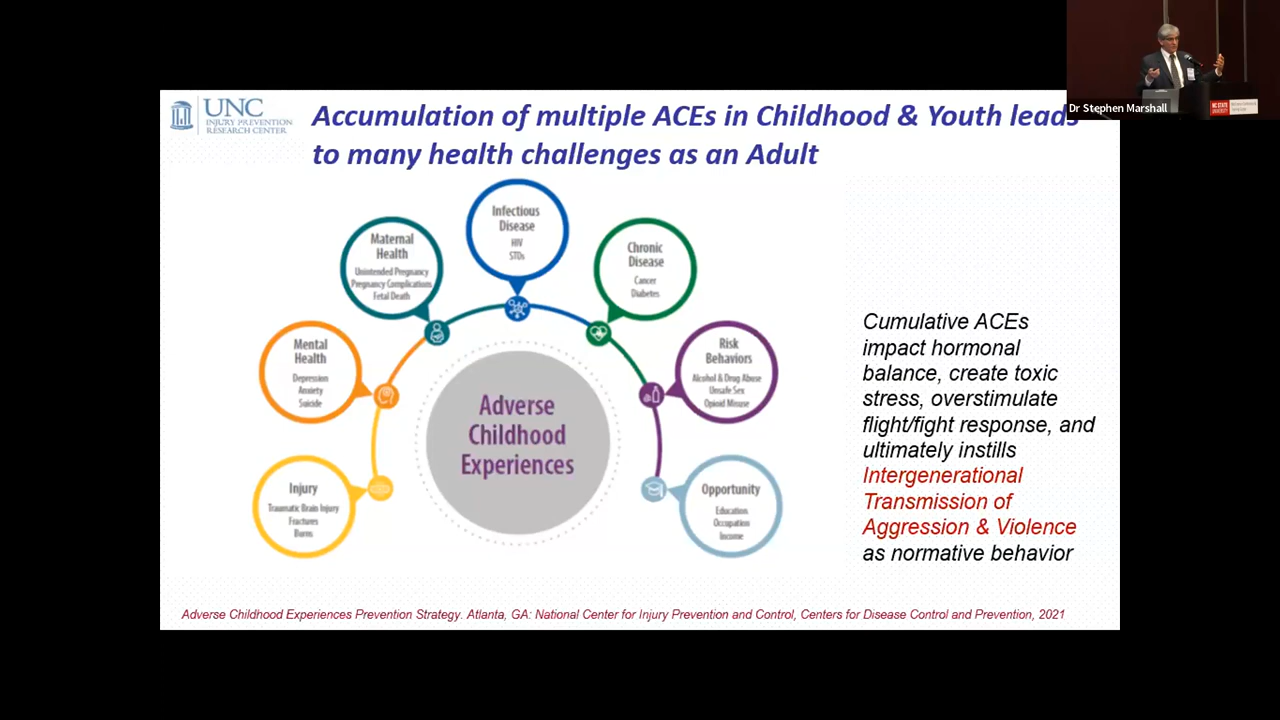 Dr Stephen Marshall
NC STATE
UNIVERSITY
UNC
INJURY PREVENTION
RESEARCH CENTER
Accumulation of multiple ACEs in Childhood & Youth leads
to many health challenges as an Adult
Infectious
Disease
HIV
STDs
Maternal
Health
Unintended Pregnancy
Pregnancy Complications
Fetal Death
Chronic
Disease
Cancer
Diabetes
Mental
Health
Depression
Anxiety
Suicide
Risk
Behaviors
Alcohol & Drug Abuse
Unsafe Sex
Opioid Misuse
Injury
Traumatic Brain Injury
Fractures
Burns
Opportunity
Education
Occupation
Income
Adverse
Childhood
Experiences
Cumulative ACEs
impact hormonal
balance, create toxic
stress, overstimulate
flight/fight response, and
ultimately instills
Intergenerational
Transmission of
Aggression & Violence
as normative behavior
Adverse Childhood Experiences Prevention Strategy. Atlanta, GA: National Center for Injury Prevention and Control, Centers for Disease Control and Prevention, 2021